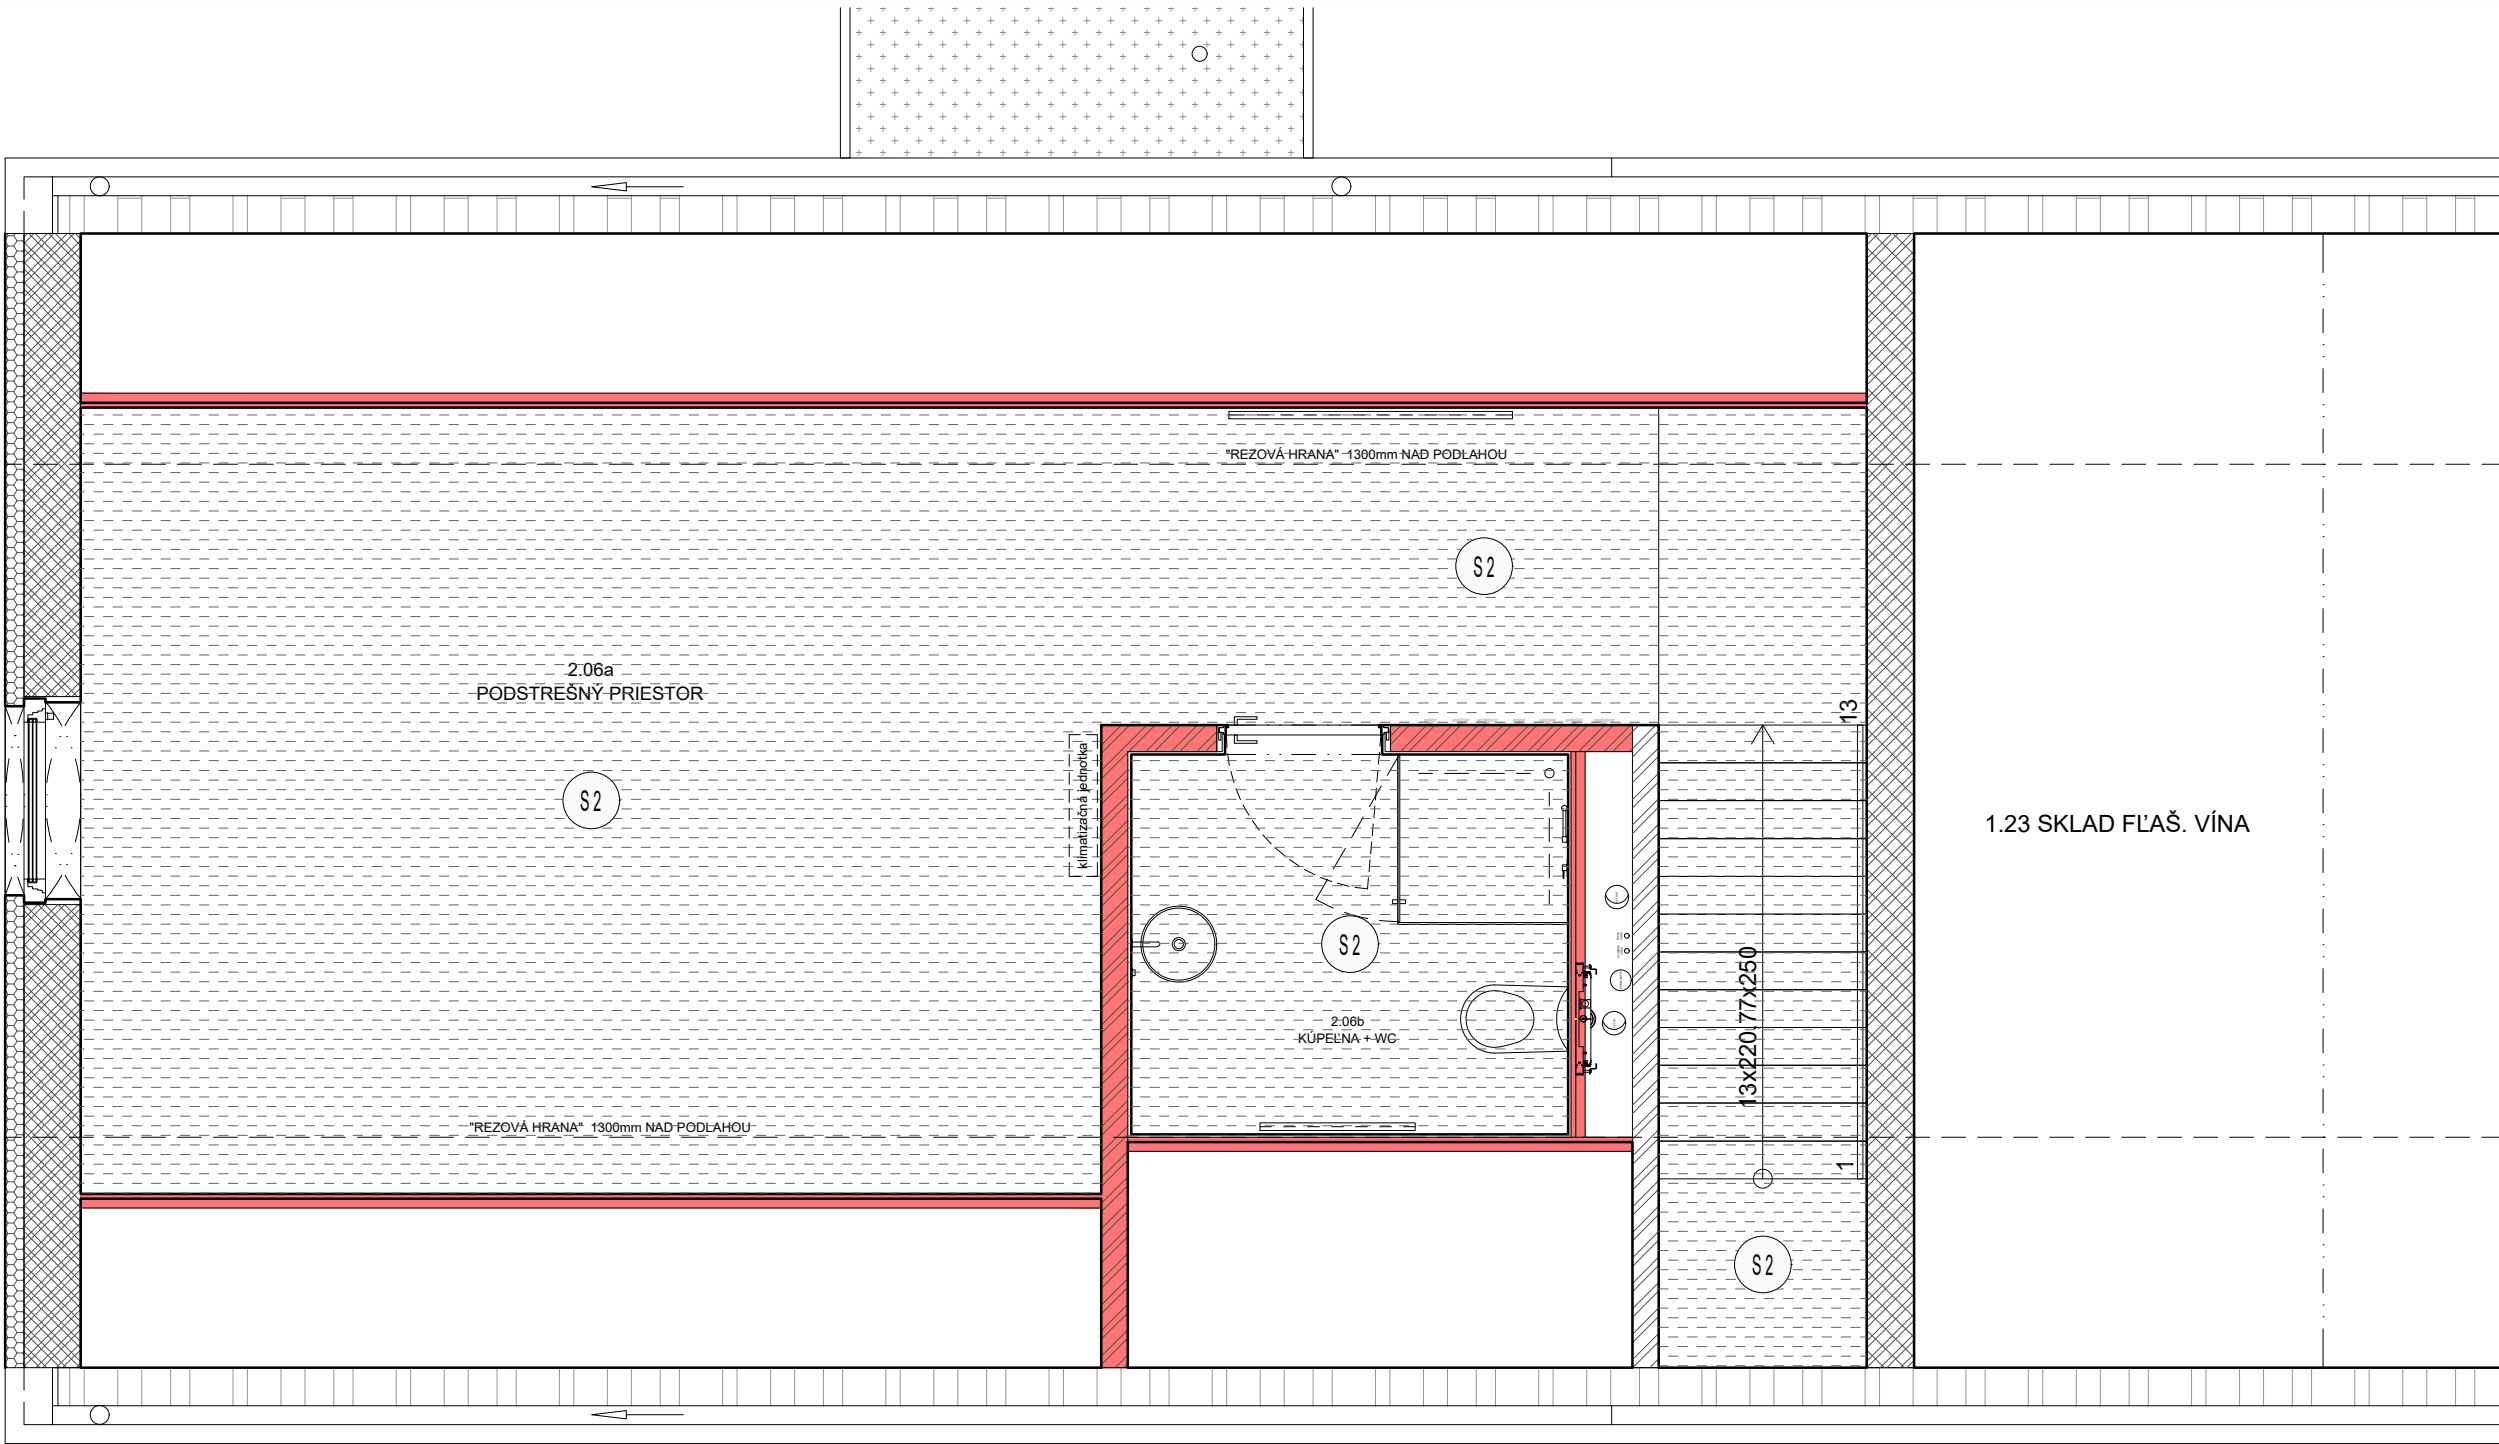 "REZOVÁ HRANA" 1300mm NAD PODLAHOU
S2
2.06a
PODSTREŠNÝ PRIESTOR
13
klimatizačná jednotka
S2
1.23 SKLAD FĽAŠ. VÍNA
S2
13x220,77x250
2.06b
KÚPEĽNA + WC
"REZOVÁ HRANA" 1300mm NAD PODLAHOU
1
S2